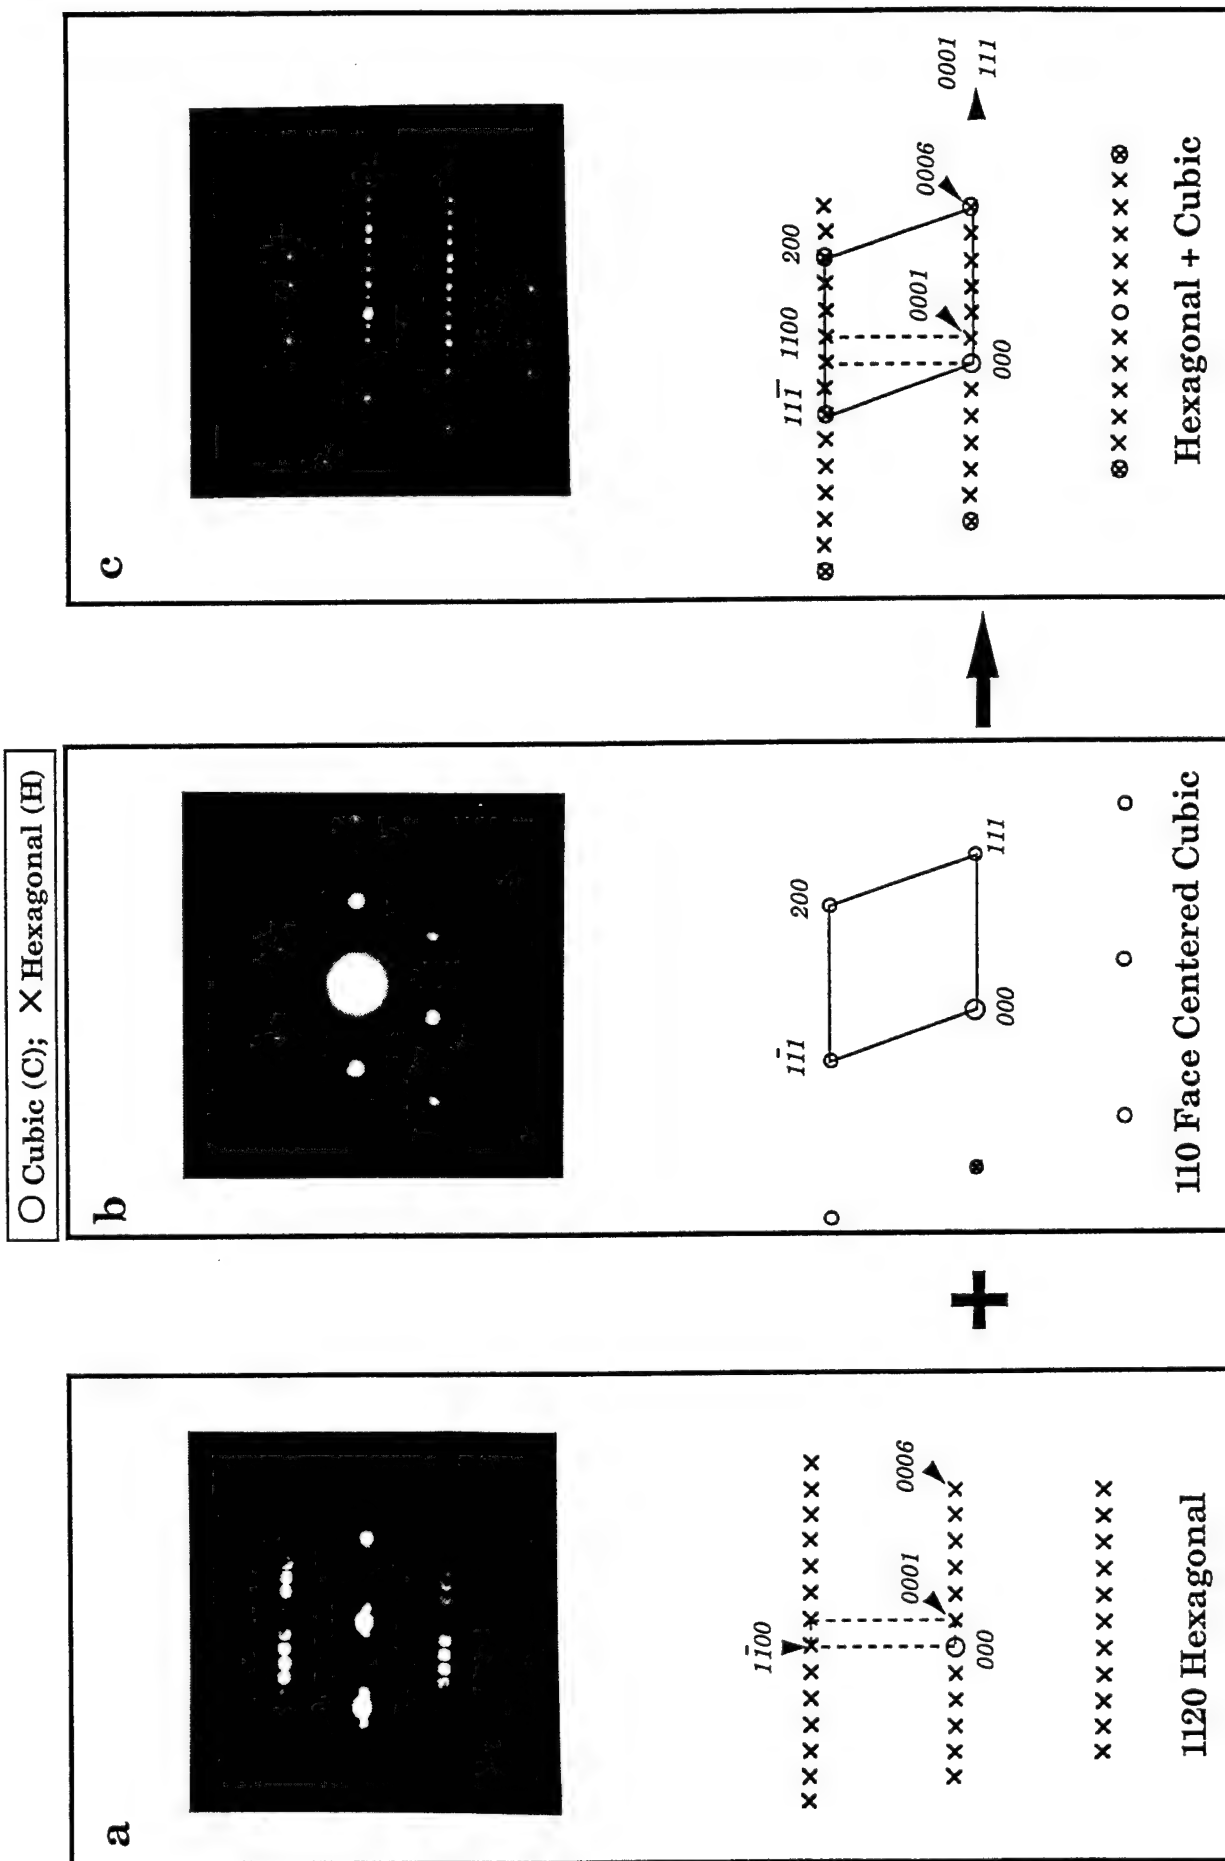 O Cubic (C); X Hexagonal (H)
a
1̄100
0001
0006
000
1120 Hexagonal
+
b
1̄11
200
000
111
110 Face Centered Cubic
c
111̄
1100
200
0001
0006
000
0001
111
Hexagonal + Cubic